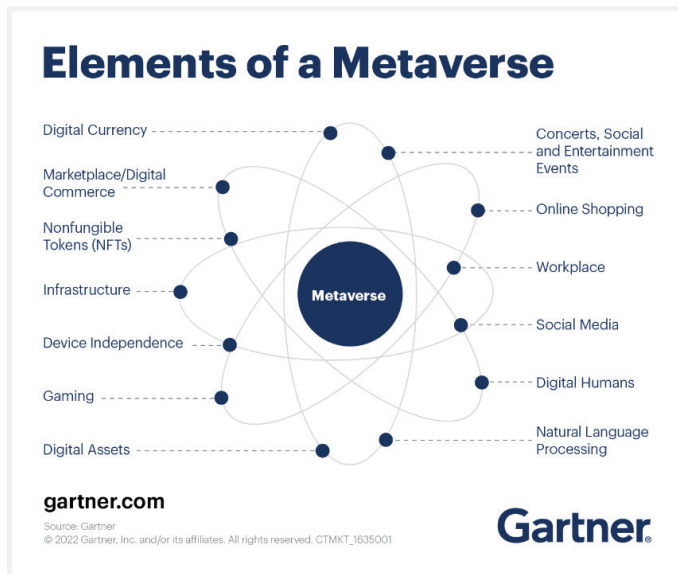 Elements of a Metaverse
Digital Currency
Marketplace/Digital
Commerce
Nonfungible
Tokens (NFTs)
Infrastructure
Device Independence
Gaming
Digital Assets
Metaverse
Concerts, Social
and Entertainment
Events
Online Shopping
Workplace
Social Media
Digital Humans
Natural Language
Processing
gartner.com
Source: Gartner
© 2022 Gartner, Inc. and/or its affiliates. All rights reserved. CTMKT_1635001
Gartner®